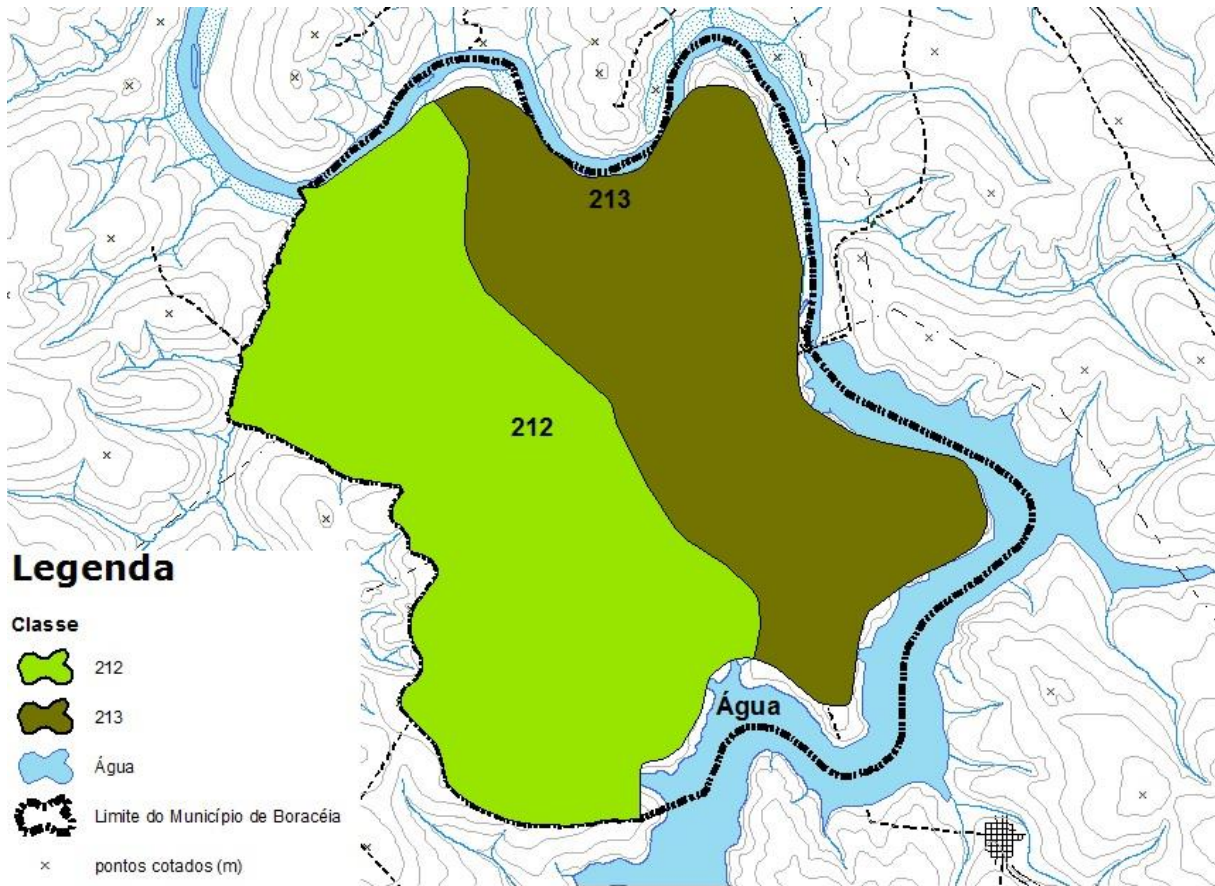 213
212
Água
Legenda
Classe
212
213
Água
Limite do Município de Boracéia
pontos cotados (m)